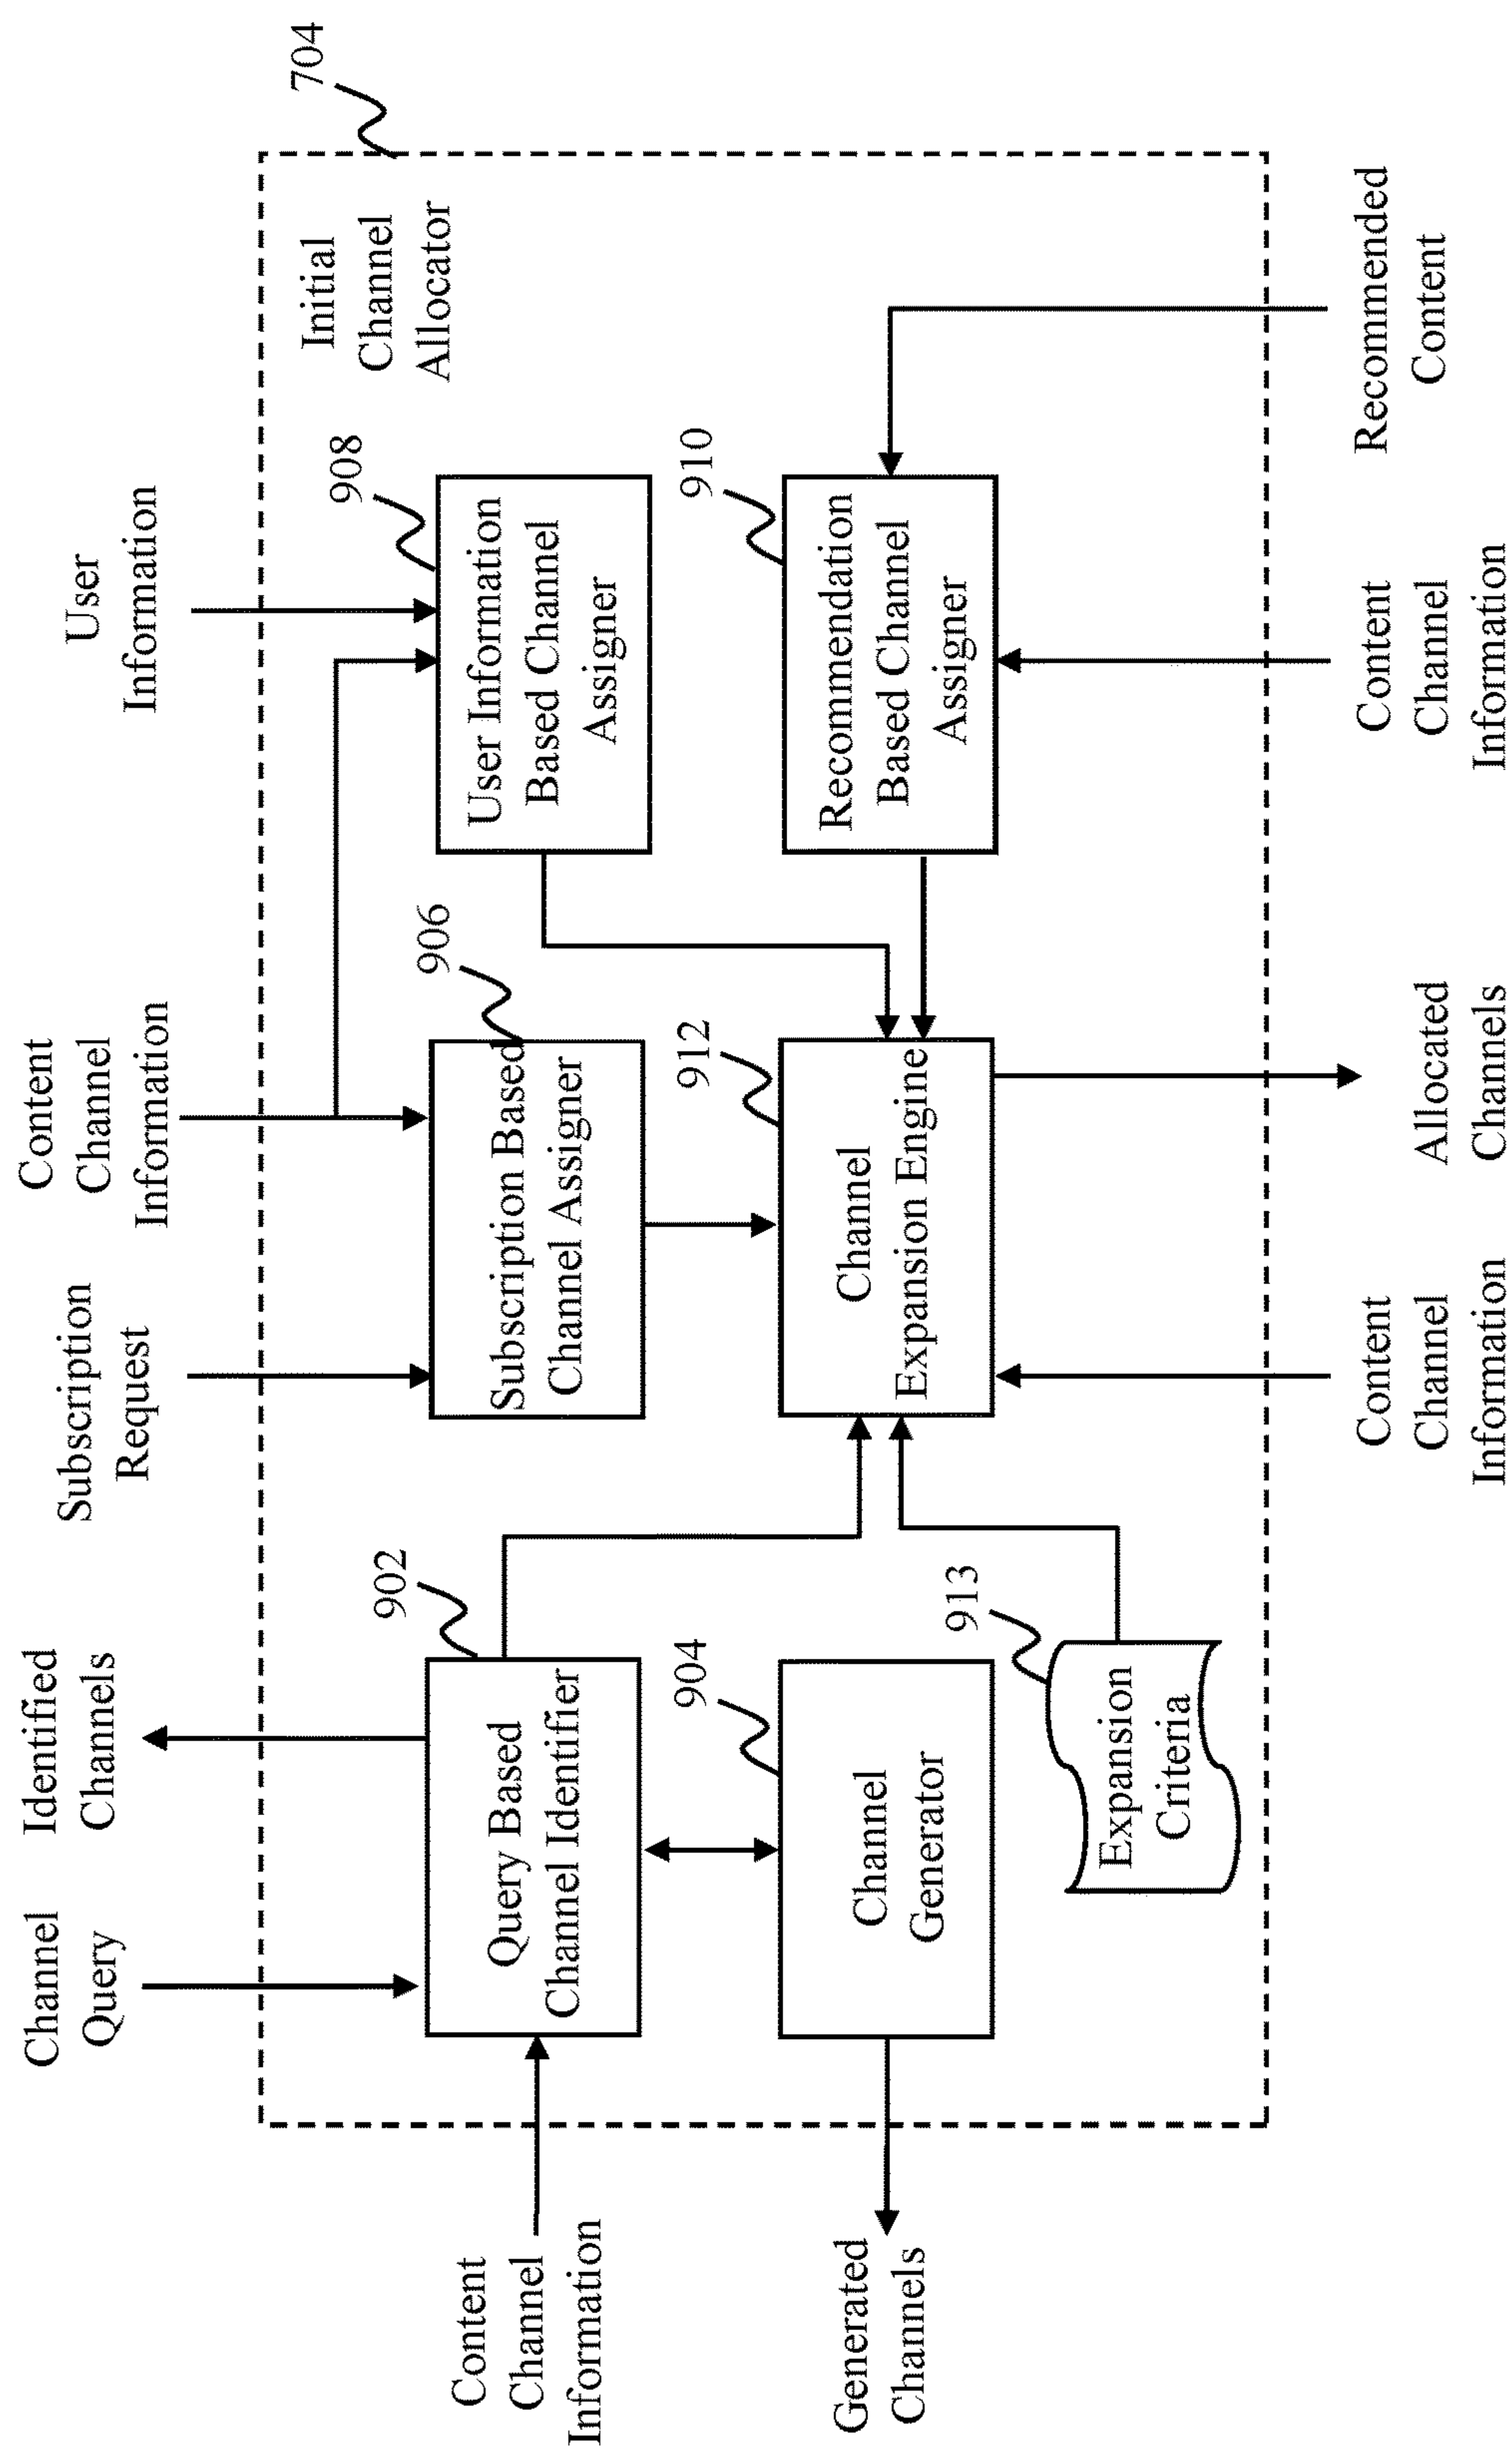 Channel
Query
Identified
Channels
Subscription
Request
Content
Channel
Information
User
Information
704
Initial
Channel
Allocator
Content
Channel
Information
902
Query Based
Channel Identifier
906
Subscription Based
Channel Assigner
908
User Information
Based Channel
Assigner
Generated
Channels
904
Channel
Generator
912
Channel
Expansion Engine
910
Recommendation
Based Channel
Assigner
913
Expansion
Criteria
Content
Channel
Information
Allocated
Channels
Content
Channel
Information
Recommended
Content